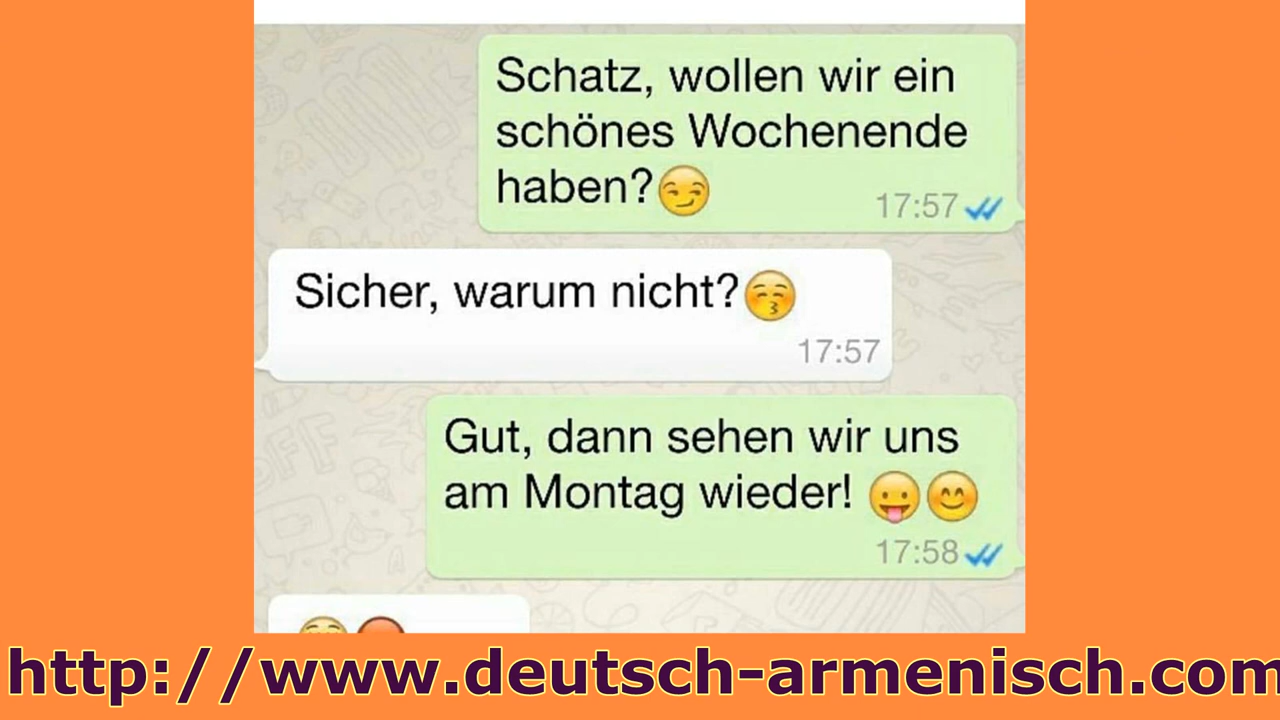 Schatz, wollen wir ein
schönes Wochenende
haben?😏
17:57
Sicher, warum nicht?😚
17:57
Gut, dann sehen wir uns
am Montag wieder! 😛😊
17:58
http://www.deutsch-armenisch.com